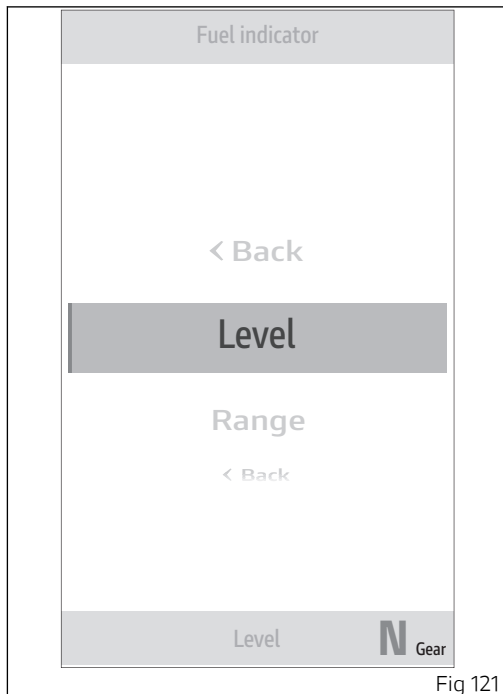 Fuel indicator
< Back
Level
Range
< Back
Level
N Gear
Fig 121